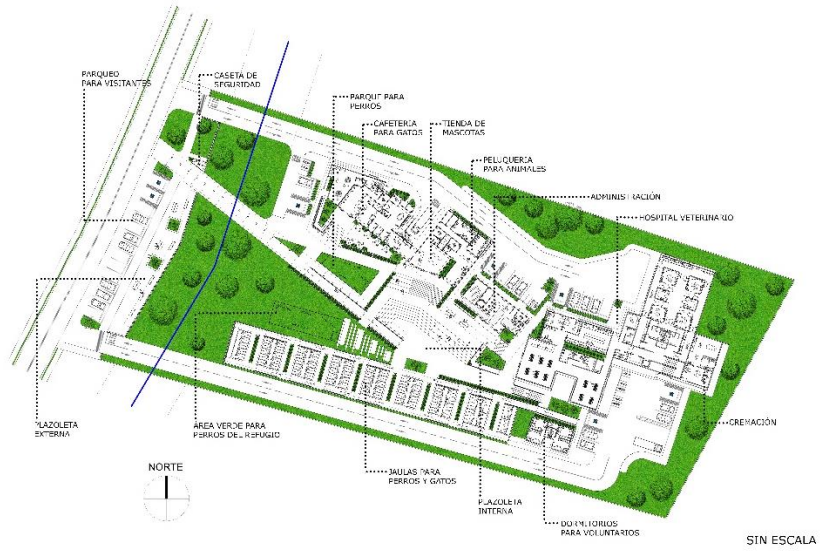 PARQUEO
PARA VISITANTES
CASETA DE
SEGURIDAD
PARQUE PARA
PERROS
CAFETERIA
PARA GATOS
TIENDA DE
MASCOTAS
PELUQUERIA
PARA ANIMALES
ADMINISTRACIÓN
HOSPITAL VETERINARIO
PLAZOLETA
EXTERNA
ÁREA VERDE PARA
PERROS DEL REFUGIO
CREMACIÓN
JAULAS PARA
PERROS Y GATOS
PLAZOLETA
INTERNA
DORMITORIOS
PARA VOLUNTARIOS
NORTE
SIN ESCALA